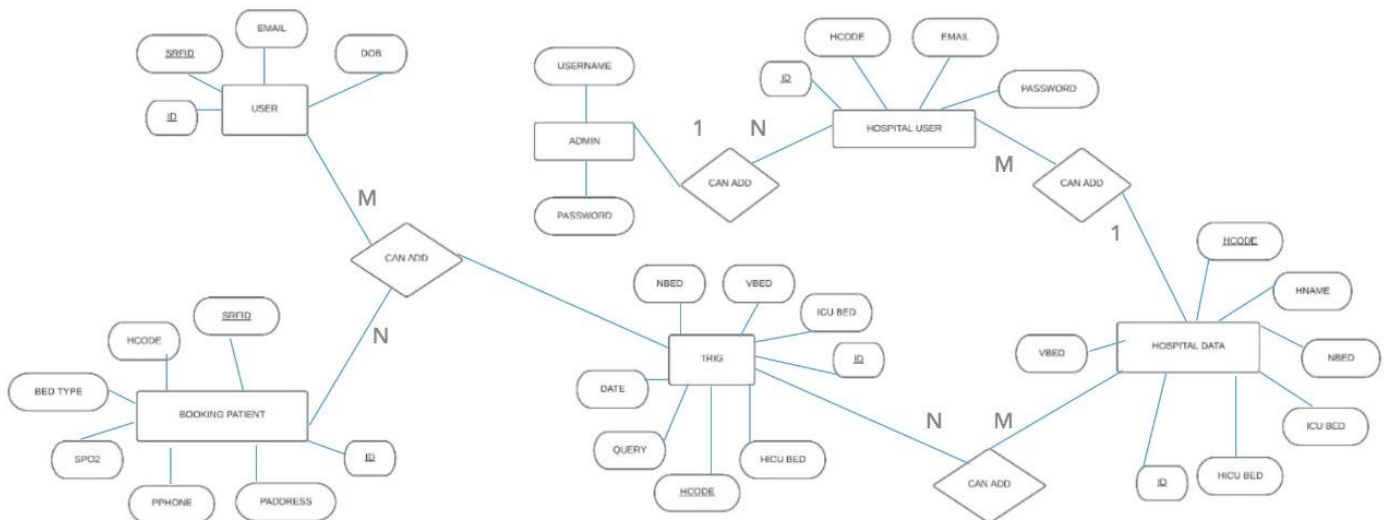 EMAIL
SRFID
DOB
ID
USER
M
USERNAME
ADMIN
PASSWORD
1
N
CAN ADD
HCODE
EMAIL
ID
PASSWORD
HOSPITAL USER
M
CAN ADD
1
CAN ADD
N
SRFID
HCODE
BED TYPE
BOOKING PATIENT
SPO2
PPHONE
PADDRESS
ID
NBED
VBED
ICU BED
ID
TRIG
DATE
QUERY
HCODE
HICU BED
N
M
CAN ADD
HCODE
HNAME
VBED
HOSPITAL DATA
NBED
ICU BED
HICU BED
ID